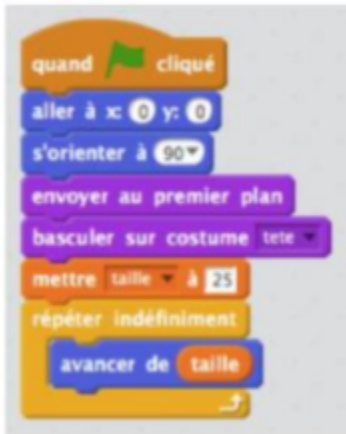 quand cliqué
aller à x: 0 y: 0
s'orienter à 90
envoyer au premier plan
basculer sur costume tete
mettre taille à 25
répéter indéfiniment
avancer de taille